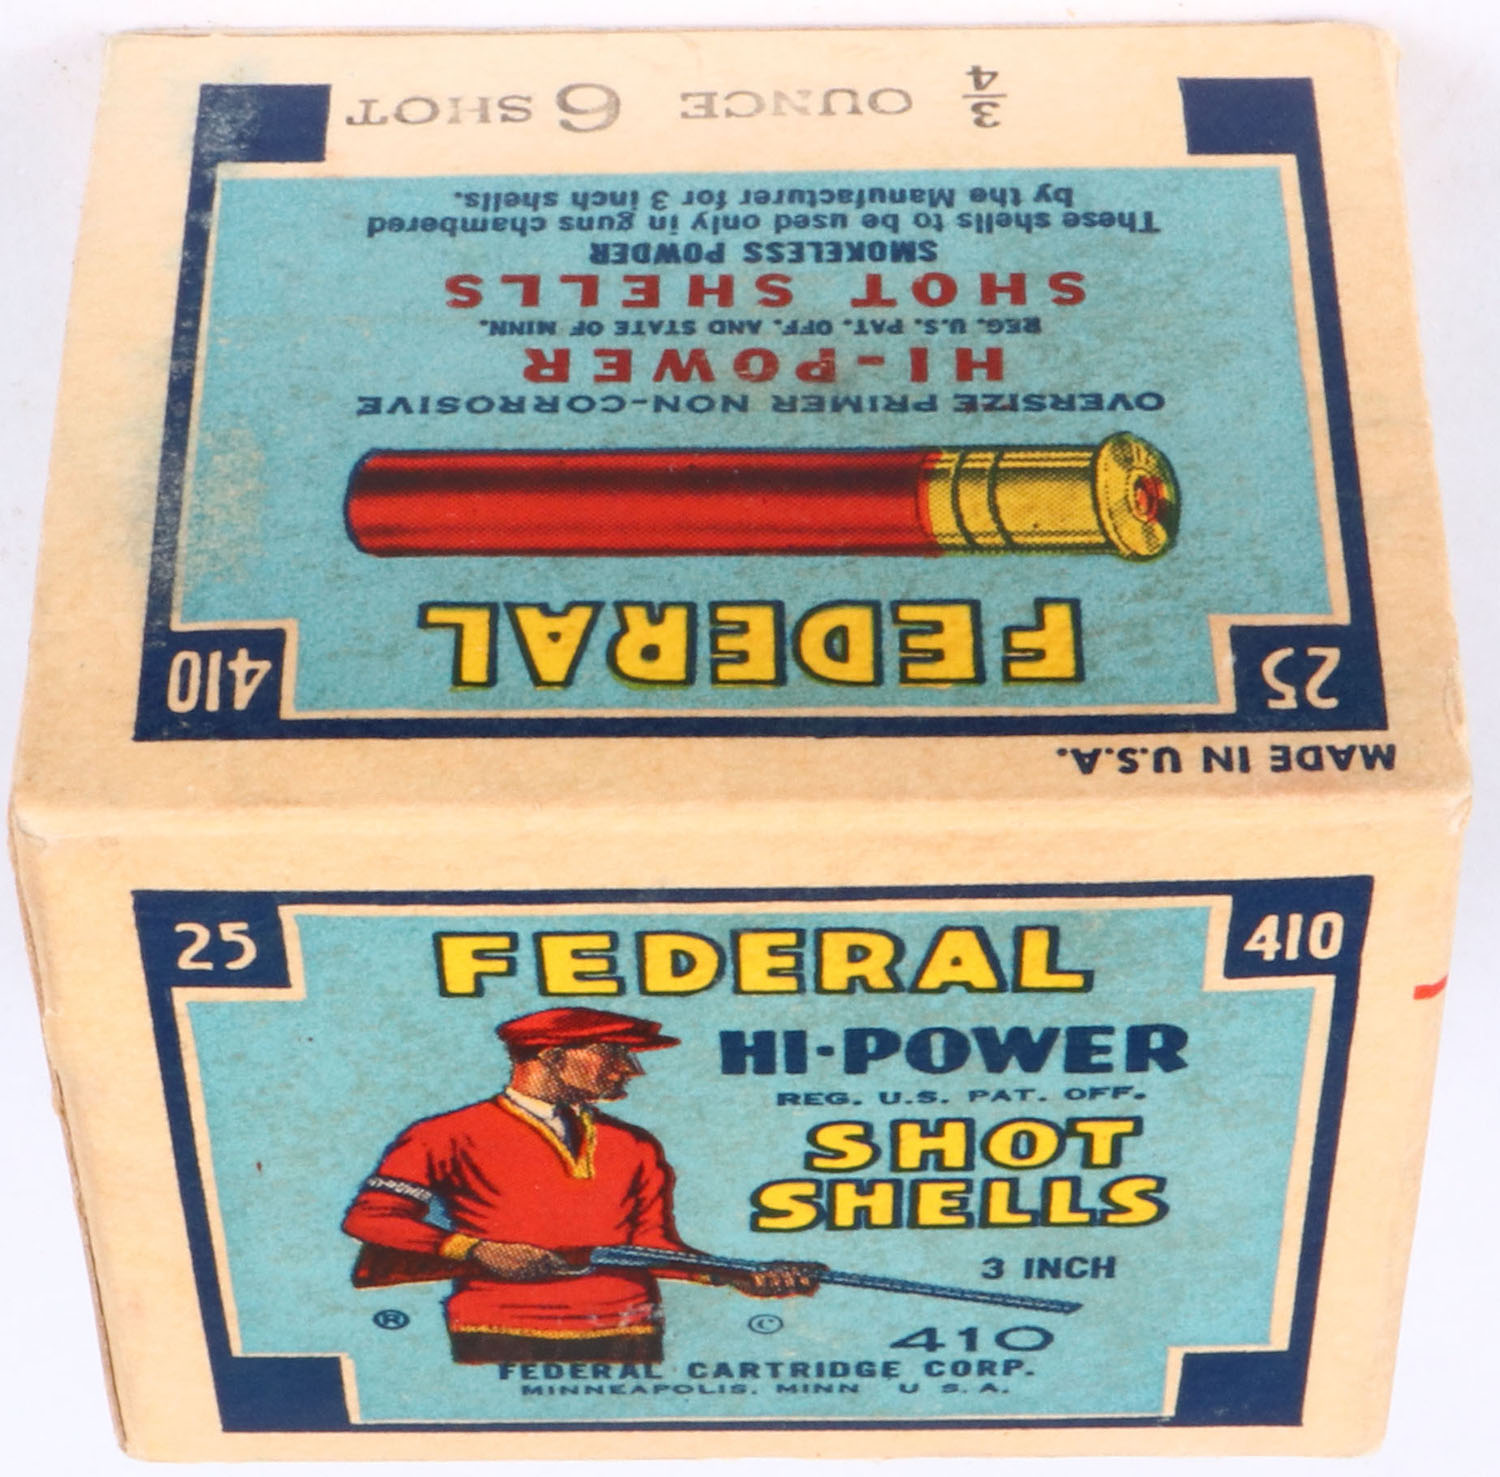 MADE IN U.S.A.
25
410
FEDERAL
OVERSIZE PRIMER NON-CORROSIVE
HI-POWER
REG. U.S. PAT. OFF. AND STATE OF MINN.
SHOT SHELLS
SMOKELESS POWDER
These shells to be used only in guns chambered
by the Manufacturer for 3 inch shells.
3/4 OUNCE 6 SHOT
25
410
FEDERAL
HI-POWER
REG. U.S. PAT. OFF.
SHOT
SHELLS
3 INCH
® ©
410
FEDERAL CARTRIDGE CORP.
MINNEAPOLIS, MINN U.S.A.